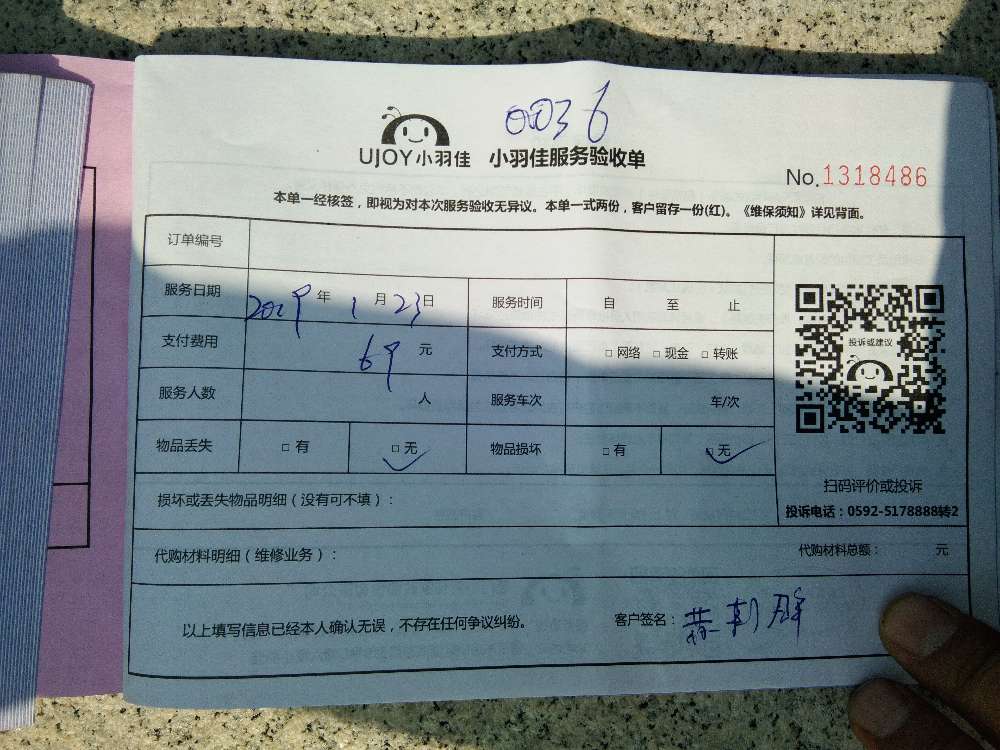 0036
UJOY小羽佳 小羽佳服务验收单
No.1318486
本单一经核签，即视为对本次服务验收无异议。本单一式两份，客户留存一份(红)。《维保须知》详见背面。
订单编号
服务日期 2019年 1月23日 服务时间 自 至 止
支付费用 69 元 支付方式 □ 网络 □ 现金 □ 转账
投诉或建议
服务人数 人 服务车次 车/次
物品丢失 □ 有 □ 无 物品损坏 □ 有 □ 无
扫码评价或投诉
损坏或丢失物品明细（没有可不填）：
投诉电话：0592-5178888转2
代购材料明细（维修业务）： 代购材料总额： 元
以上填写信息已经本人确认无误，不存在任何争议纠纷。 客户签名：